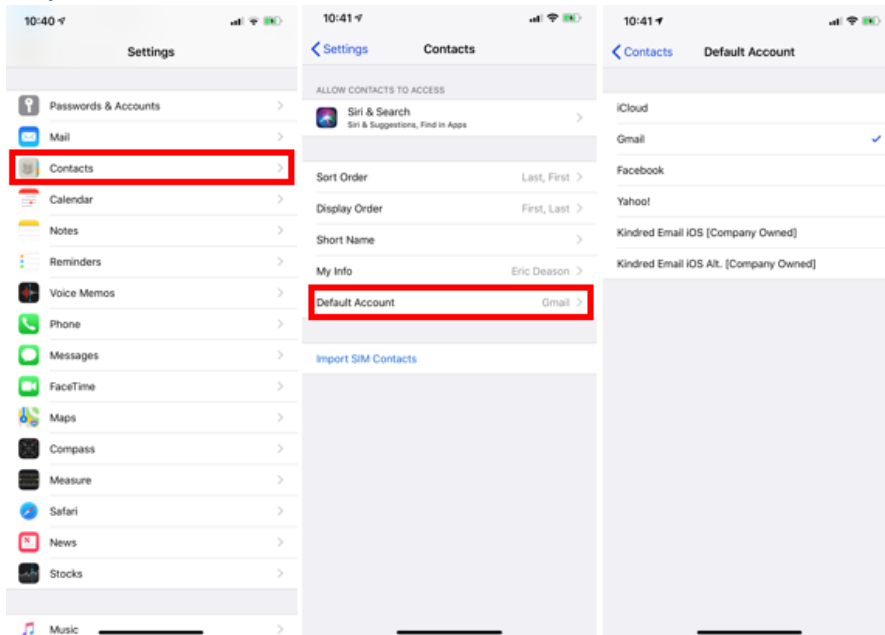 10:40
Settings
Passwords & Accounts
Mail
Contacts
Calendar
Notes
Reminders
Voice Memos
Phone
Messages
FaceTime
Maps
Compass
Measure
Safari
News
Stocks
Music
10:41
Settings
Contacts
ALLOW CONTACTS TO ACCESS
Siri & Search
Siri & Suggestions, Find in Apps
Sort Order Last, First
Display Order First, Last
Short Name
My Info Eric Deason
Default Account Gmail
Import SIM Contacts
10:41
Contacts
Default Account
iCloud
Gmail
Facebook
Yahoo!
Kindred Email iOS [Company Owned]
Kindred Email iOS Alt. [Company Owned]